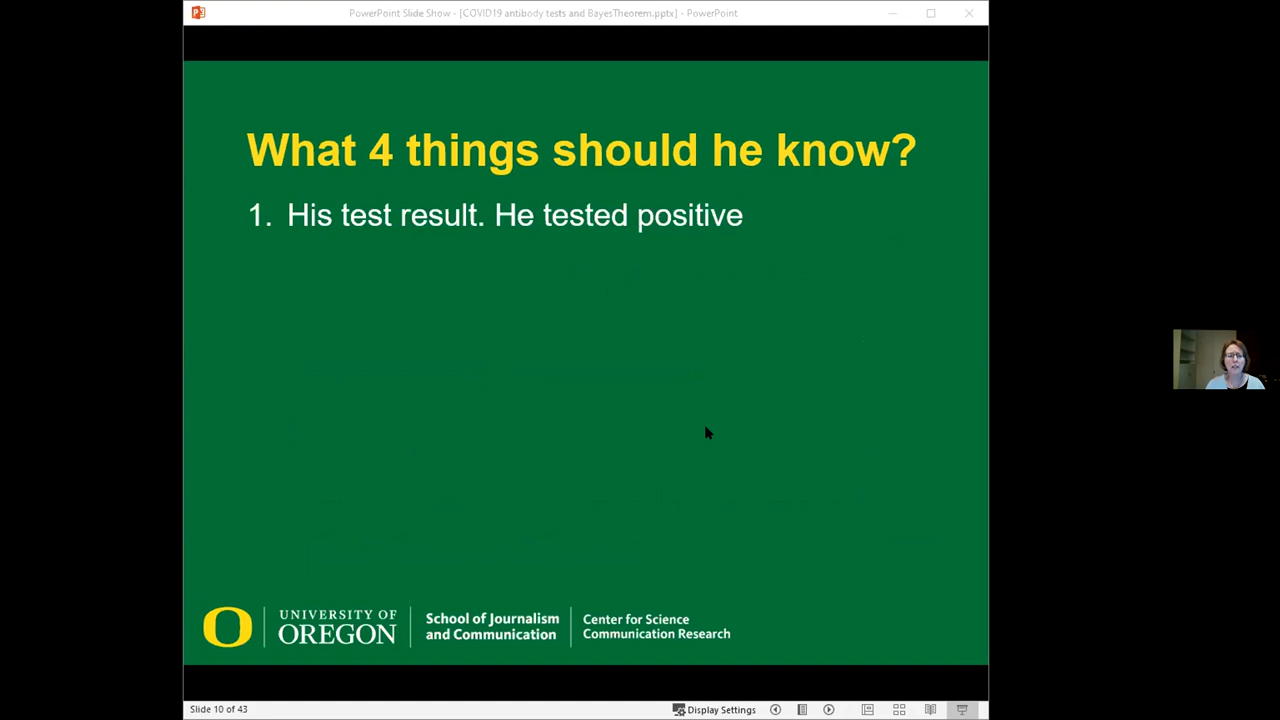 PowerPoint Slide Show - [COVID19 antibody tests and BayesTheorem.pptx] - PowerPoint
What 4 things should he know?
1. His test result. He tested positive
UNIVERSITY OF
OREGON
School of Journalism
and Communication
Center for Science
Communication Research
Slide 10 of 43
Display Settings